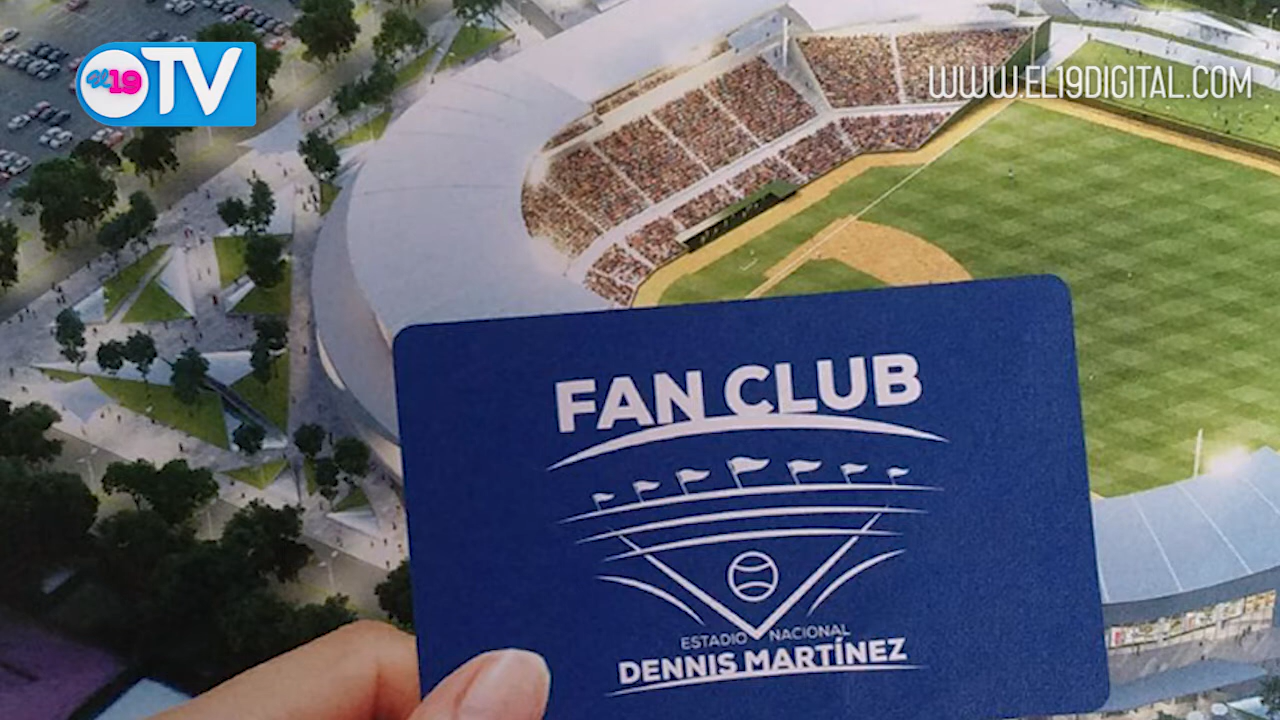 El19 TV
WWW.EL19DIGITAL.COM
FAN CLUB
ESTADIO NACIONAL
DENNIS MARTÍNEZ